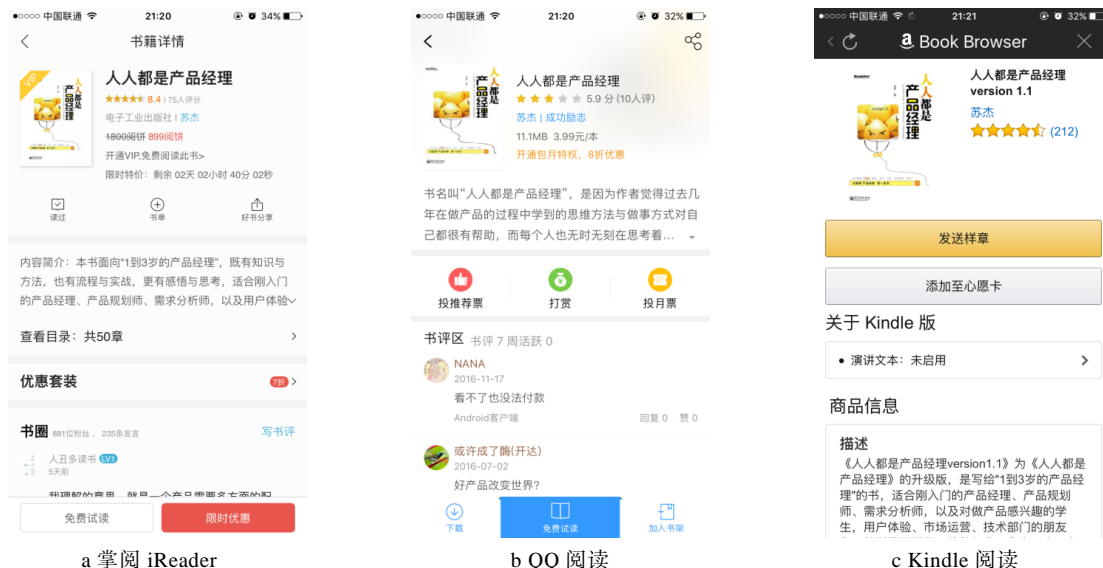 中国联通 21:20 34%
书籍详情
VIP
人人都是产品经理
8.4 | 76人评分
电子工业出版社 | 苏杰
1800阅饼 899阅饼
开通VIP,免费阅读此书>
限时特价： 剩余 02天 02小时 40分 02秒
读过 书单 好书分享
内容简介：本书面向“1到3岁的产品经理”，既有知识与
方法，也有流程与实战，更有感悟与思考，适合刚入门
的产品经理、产品规划师、需求分析师，以及用户体验
查看目录：共50章
优惠套装 7折
书圈 881位粉丝， 235条发言 写书评
人丑多读书 LV1
5天前
我理解的意思，就是一个产品需要多方面的配
免费试读 限时优惠
a 掌阅 iReader
中国联通 21:20 32%
人人都是产品经理
5.9 分 (10人评)
苏杰 | 成功励志
11.1MB 3.99元/本
开通包月特权，8折优惠
书名叫“人人都是产品经理”，是因为作者觉得过去几
年在做产品的过程中学到的思维方法与做事方式对自
己都很有帮助，而每个人也无时无刻在思考着…
投推荐票 打赏 投月票
书评区 书评 7 周活跃 0
NANA
2016-11-17
看不了也没法付款
Android客户端 回复 0 赞 0
或许成了酶(开达)
2016-07-02
好产品改变世界?
下载 免费试读 加入书架
b QQ 阅读
中国联通 21:21 32%
a Book Browser
人人都是产品经理
version 1.1
苏杰
(212)
发送样章
添加至心愿卡
关于 Kindle 版
• 演讲文本：未启用
商品信息
描述
《人人都是产品经理version1.1》为《人人都是
产品经理》的升级版，是写给"1到3岁的产品经
理"的书，适合刚入门的产品经理、产品规划
师、需求分析师，以及对做产品感兴趣的学
生，用户体验、市场运营、技术部门的朋友
c Kindle 阅读